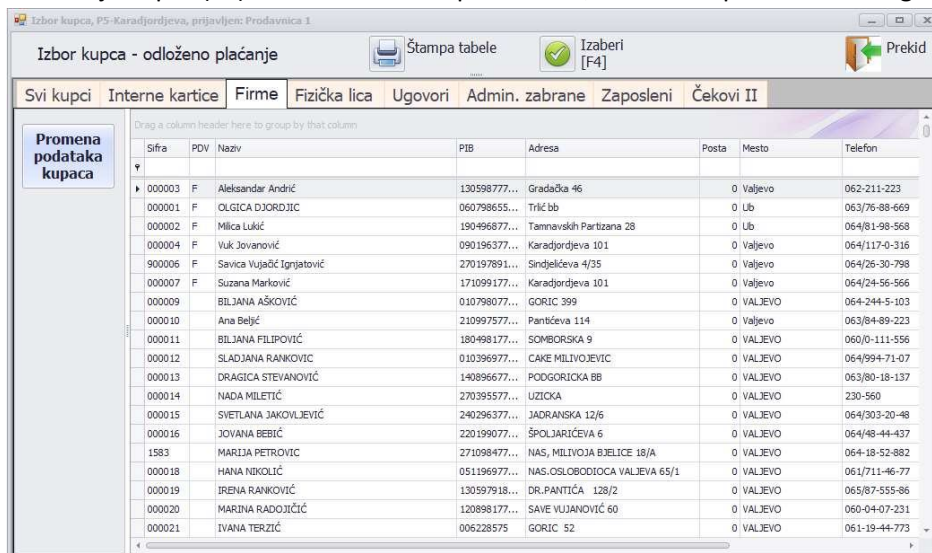 Izbor kupca, P5-Karadjordjeva, prijavljen: Prodavnica 1
Izbor kupca - odloženo plaćanje
Štampa tabele
Izaberi
[F4]
Prekid
Svi kupci Interne kartice Firme Fizička lica Ugovori Admin. zabrane Zaposleni Čekovi II
Promena
podataka
kupaca
Drag a column header here to group by that column
Sifra PDV Naziv PIB Adresa Posta Mesto Telefon
000003 F Aleksandar Andrić 130598777... Gradačka 46 0 Valjevo 062-211-223
000001 F OLGICA DJORDJIC 060798655... Trlić bb 0 Ub 063/76-88-669
000002 F Milica Lukić 190496877... Tamnavskih Partizana 28 0 Ub 064/81-98-568
000004 F Vuk Jovanović 090196377... Karadjordjeva 101 0 Valjevo 064/117-0-316
900006 F Savica Vujačić Ignjatović 270197891... Sindjelićeva 4/35 0 Valjevo 064/26-30-798
000007 F Suzana Marković 171099177... Karadjordjeva 101 0 Valjevo 064/24-56-566
000009 BILJANA AŠKOVIĆ 010798077... GORIC 399 0 VALJEVO 064-244-5-103
000010 Ana Beljić 210997577... Pantićeva 114 0 Valjevo 063/84-89-223
000011 BILJANA FILIPOVIĆ 180498177... SOMBORSKA 9 0 VALJEVO 060/0-111-556
000012 SLADJANA RANKOVIC 010396977... CAKE MILIVOJEVIC 0 VALJEVO 064/994-71-07
000013 DRAGICA STEVANOVIĆ 140896677... PODGORICKA BB 0 VALJEVO 063/80-18-137
000014 NADA MILETIĆ 270395577... UZICKA 0 VALJEVO 230-560
000015 SVETLANA JAKOVLJEVIĆ 240296377... JADRANSKA 12/6 0 VALJEVO 064/303-20-48
000016 JOVANA BEBIĆ 220199077... ŠPOLJARIĆEVA 6 0 VALJEVO 064/48-44-437
1583 MARIJA PETROVIC 271098477... NAS, MILIVOJA BJELICE 18/A 0 VALJEVO 064-18-52-882
000018 HANA NIKOLIĆ 051196977... NAS.OSLOBODIOCA VALJEVA 65/1 0 VALJEVO 061/711-46-77
000019 IRENA RANKOVIĆ 130597918... DR.PANTIĆA 128/2 0 VALJEVO 065/87-555-86
000020 MARINA RADOJIČIĆ 120898177... SAVE VUJANOVIĆ 60 0 VALJEVO 060-04-07-231
000021 IVANA TERZIĆ 006228575 GORIC 52 0 VALJEVO 061-19-44-773